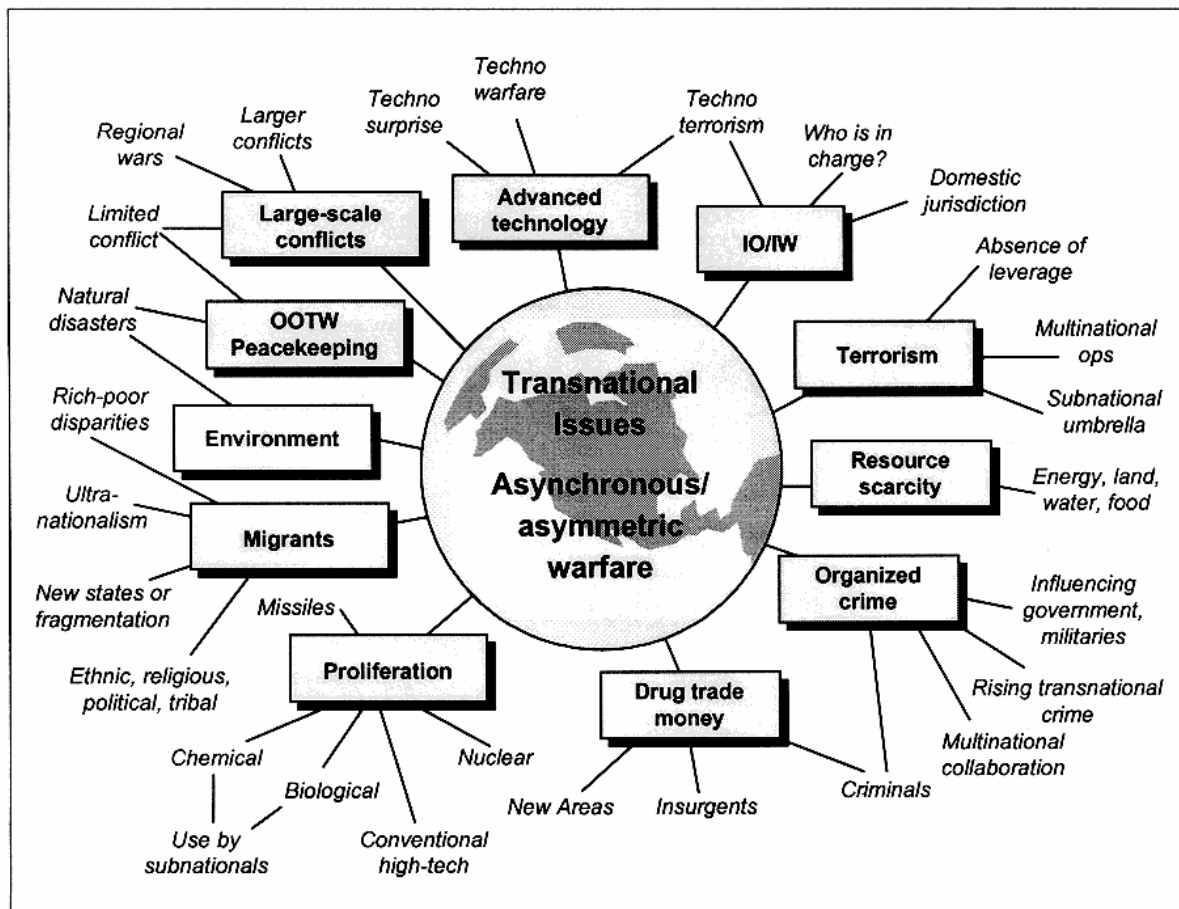 Techno
warfare
Techno
surprise
Techno
terrorism
Larger
conflicts
Regional
wars
Who is in
charge?
Domestic
jurisdiction
Limited
conflict
Large-scale
conflicts
Advanced
technology
IO/IW
Absence of
leverage
Natural
disasters
OOTW
Peacekeeping
Terrorism
Multinational
ops
Subnational
umbrella
Rich-poor
disparities
Environment
Transnational
Issues
Asynchronous/
asymmetric
warfare
Resource
scarcity
Energy, land,
water, food
Ultra-
nationalism
Migrants
New states or
fragmentation
Ethnic, religious,
political, tribal
Missiles
Proliferation
Organized
crime
Influencing
government,
militaries
Rising transnational
crime
Multinational
collaboration
Drug trade
money
Chemical
Biological
Nuclear
Use by
subnationals
Conventional
high-tech
New Areas
Insurgents
Criminals